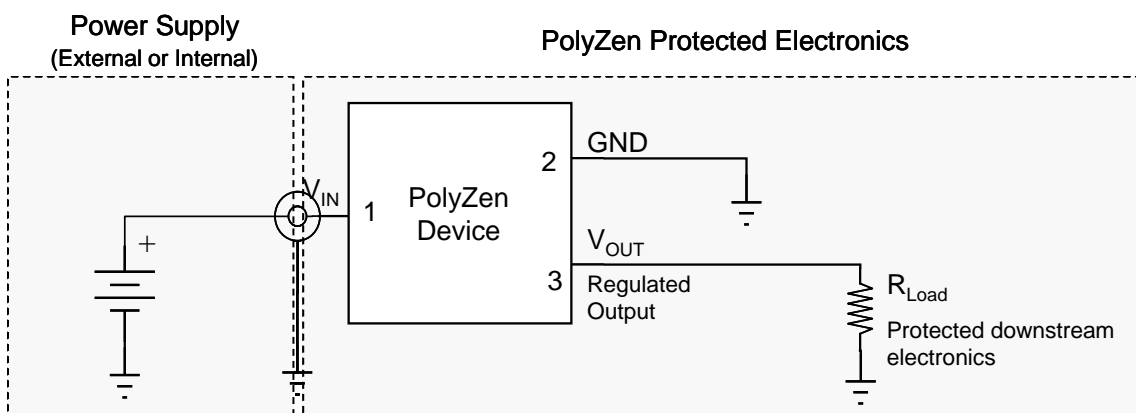 Power Supply
(External or Internal)
PolyZen Protected Electronics
V_IN
1
PolyZen
Device
2
GND
V_OUT
3
Regulated
Output
+
R_Load
Protected downstream
electronics